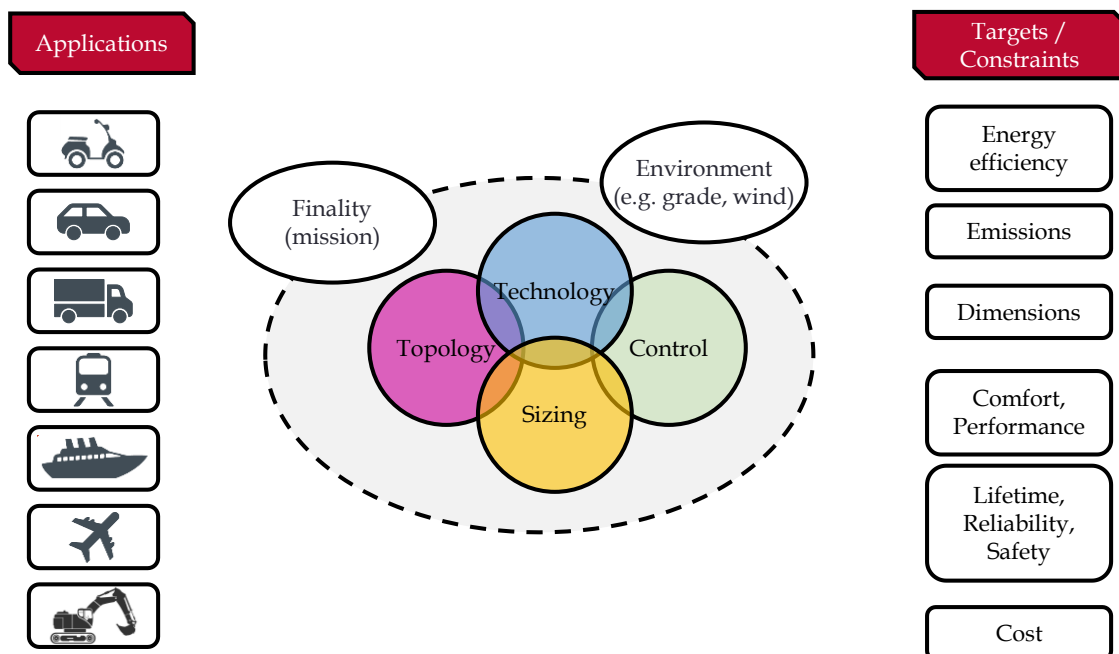 Applications
Targets /
Constraints
Finality
(mission)
Environment
(e.g. grade, wind)
Technology
Topology
Control
Sizing
Energy
efficiency
Emissions
Dimensions
Comfort,
Performance
Lifetime,
Reliability,
Safety
Cost